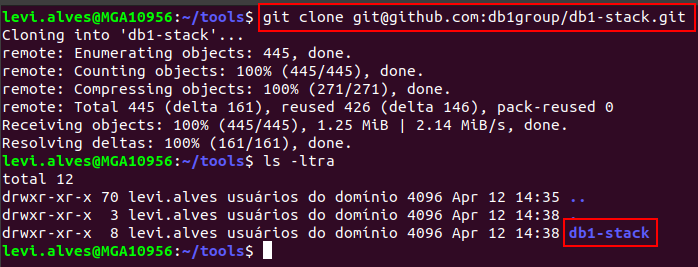 levi.alves@MGA10956:~/tools$ git clone git@github.com:db1group/db1-stack.git
Cloning into 'db1-stack'...
remote: Enumerating objects: 445, done.
remote: Counting objects: 100% (445/445), done.
remote: Compressing objects: 100% (271/271), done.
remote: Total 445 (delta 161), reused 426 (delta 146), pack-reused 0
Receiving objects: 100% (445/445), 1.25 MiB | 2.14 MiB/s, done.
Resolving deltas: 100% (161/161), done.
levi.alves@MGA10956:~/tools$ ls -ltra
total 12
drwxr-xr-x 70 levi.alves usuários do domínio 4096 Apr 12 14:35 ..
drwxr-xr-x  3 levi.alves usuários do domínio 4096 Apr 12 14:38 .
drwxr-xr-x  8 levi.alves usuários do domínio 4096 Apr 12 14:38 db1-stack
levi.alves@MGA10956:~/tools$